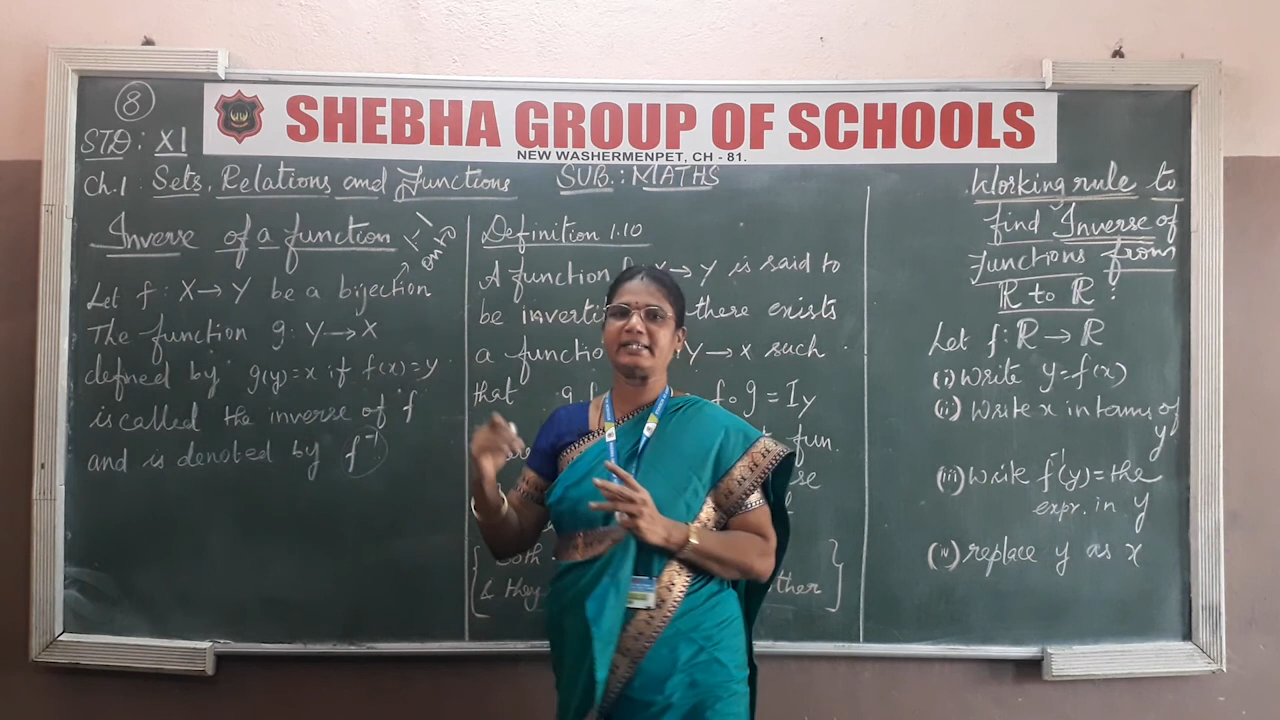 8
SHEBHA GROUP OF SCHOOLS
NEW WASHERMENPET, CH - 81.
STD: XI
Ch.1 Sets, Relations and Functions
SUB.: MATHS
Inverse of a function
1-1
onto
Let f: X→Y be a bijection
The function g: Y→X
defined by g(y)=x if f(x)=y
is called the inverse of 'f'
and is denoted by f⁻¹
Definition 1.10
A function X→Y is said to
be there exists
a Y→X such
that f∘g = Iy
fun.
& they
Working rule to
find Inverse of
Functions from
ℝ to ℝ :
Let f: ℝ→ℝ
(i) Write y=f(x)
(ii) Write x in terms of
y
(iii) Write f⁻¹(y)=the
expr. in y
(iv) replace y as x